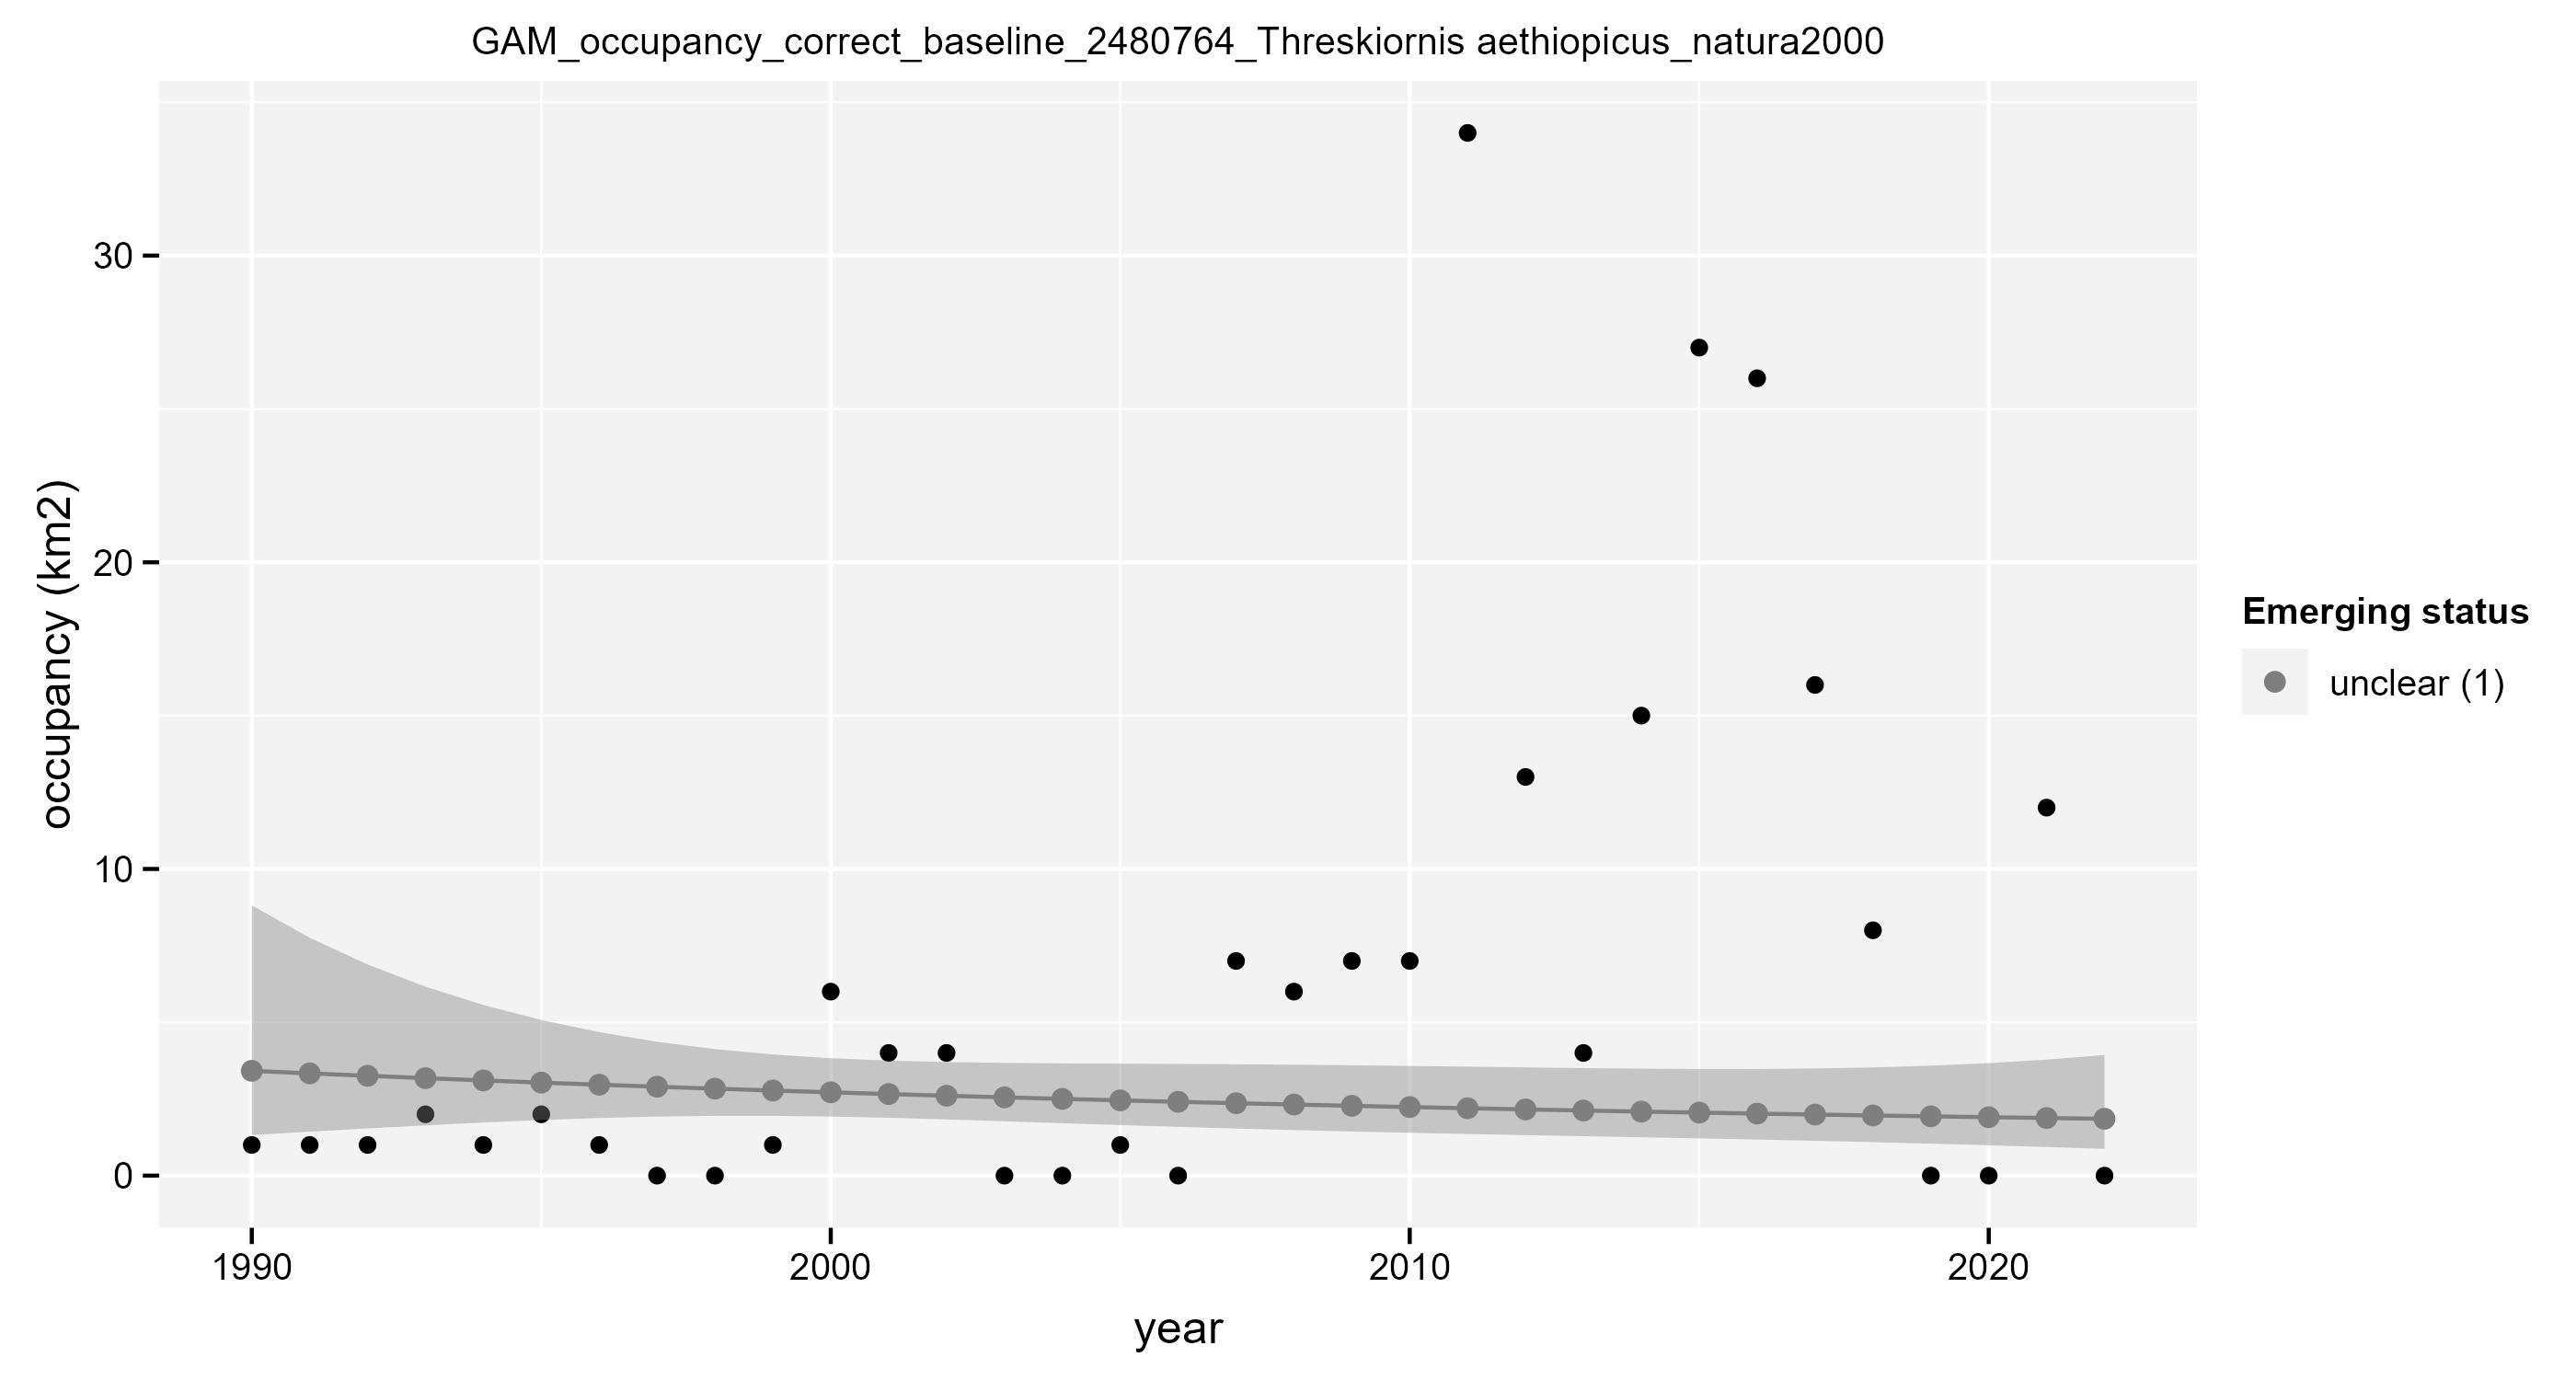 GAM_occupancy_correct_baseline_2480764_Threskiornis aethiopicus_natura2000
occupancy (km2)
30
20
10
0
1990
2000
2010
2020
year
Emerging status
unclear (1)